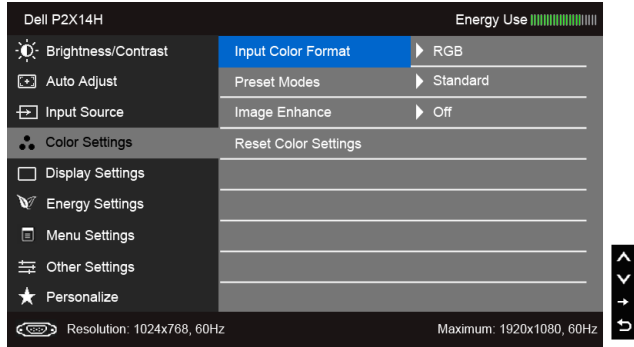 Dell P2X14H Energy Use
Brightness/Contrast Input Color Format RGB
Auto Adjust Preset Modes Standard
Input Source Image Enhance Off
Color Settings Reset Color Settings
Display Settings
Energy Settings
Menu Settings
Other Settings
Personalize
Resolution: 1024x768, 60Hz Maximum: 1920x1080, 60Hz